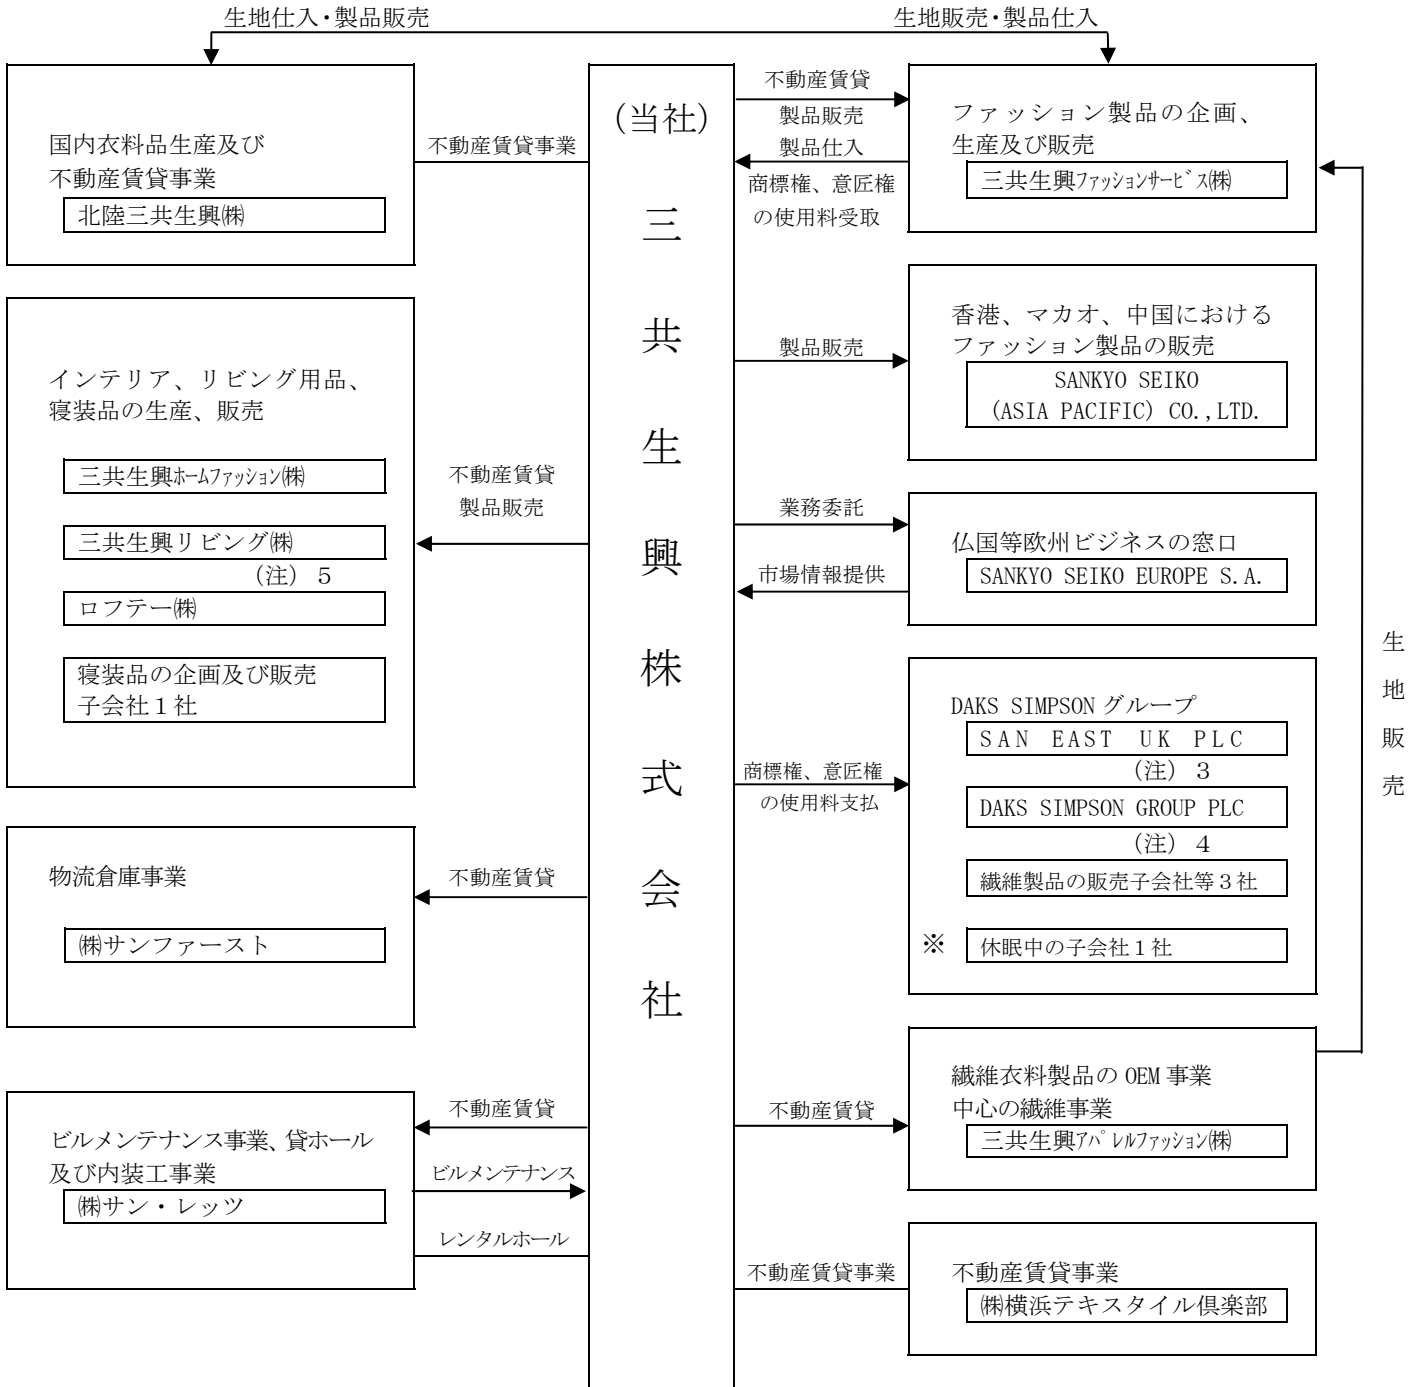 生地仕入・製品販売
生地販売・製品仕入
国内衣料品生産及び
不動産賃貸事業
北陸三共生興㈱
不動産賃貸事業
インテリア、リビング用品、
寝装品の生産、販売
三共生興ホームファッション㈱
三共生興リビング㈱
(注)5
ロフテー㈱
寝装品の企画及び販売
子会社1社
不動産賃貸
製品販売
物流倉庫事業
㈱サンファースト
不動産賃貸
ビルメンテナンス事業、貸ホール
及び内装工事業
㈱サン・レッツ
不動産賃貸
ビルメンテナンス
レンタルホール
(当社)
三共生興株式会社
不動産賃貸
製品販売
製品仕入
商標権、意匠権
の使用料受取
ファッション製品の企画、
生産及び販売
三共生興ファッションサービス㈱
製品販売
香港、マカオ、中国における
ファッション製品の販売
SANKYO SEIKO
(ASIA PACIFIC) CO.,LTD.
業務委託
市場情報提供
仏国等欧州ビジネスの窓口
SANKYO SEIKO EUROPE S.A.
商標権、意匠権
の使用料支払
DAKS SIMPSON グループ
SAN EAST UK PLC
(注)3
DAKS SIMPSON GROUP PLC
(注)4
繊維製品の販売子会社等3社
※ 休眠中の子会社1社
不動産賃貸
繊維衣料製品の OEM 事業
中心の繊維事業
三共生興アパレルファッション㈱
不動産賃貸事業
不動産賃貸事業
㈱横浜テキスタイル倶楽部
生地販売